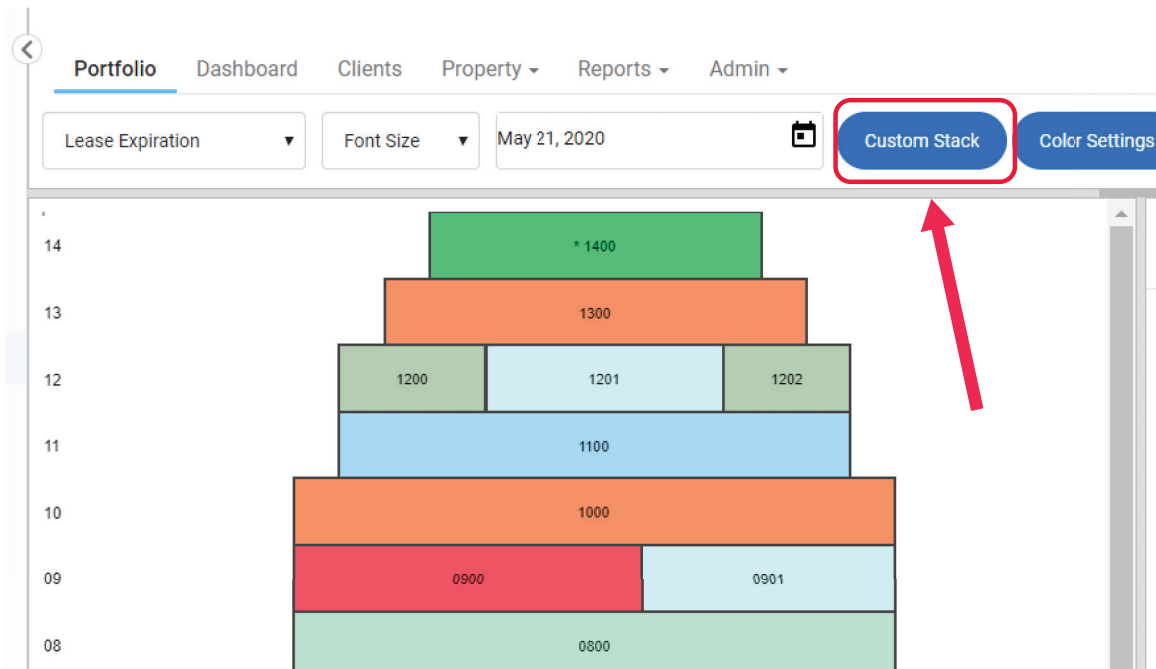 Portfolio Dashboard Clients Property Reports Admin
Lease Expiration Font Size May 21, 2020 Custom Stack Color Settings
14 * 1400
13 1300
12 1200 1201 1202
11 1100
10 1000
09 0900 0901
08 0800